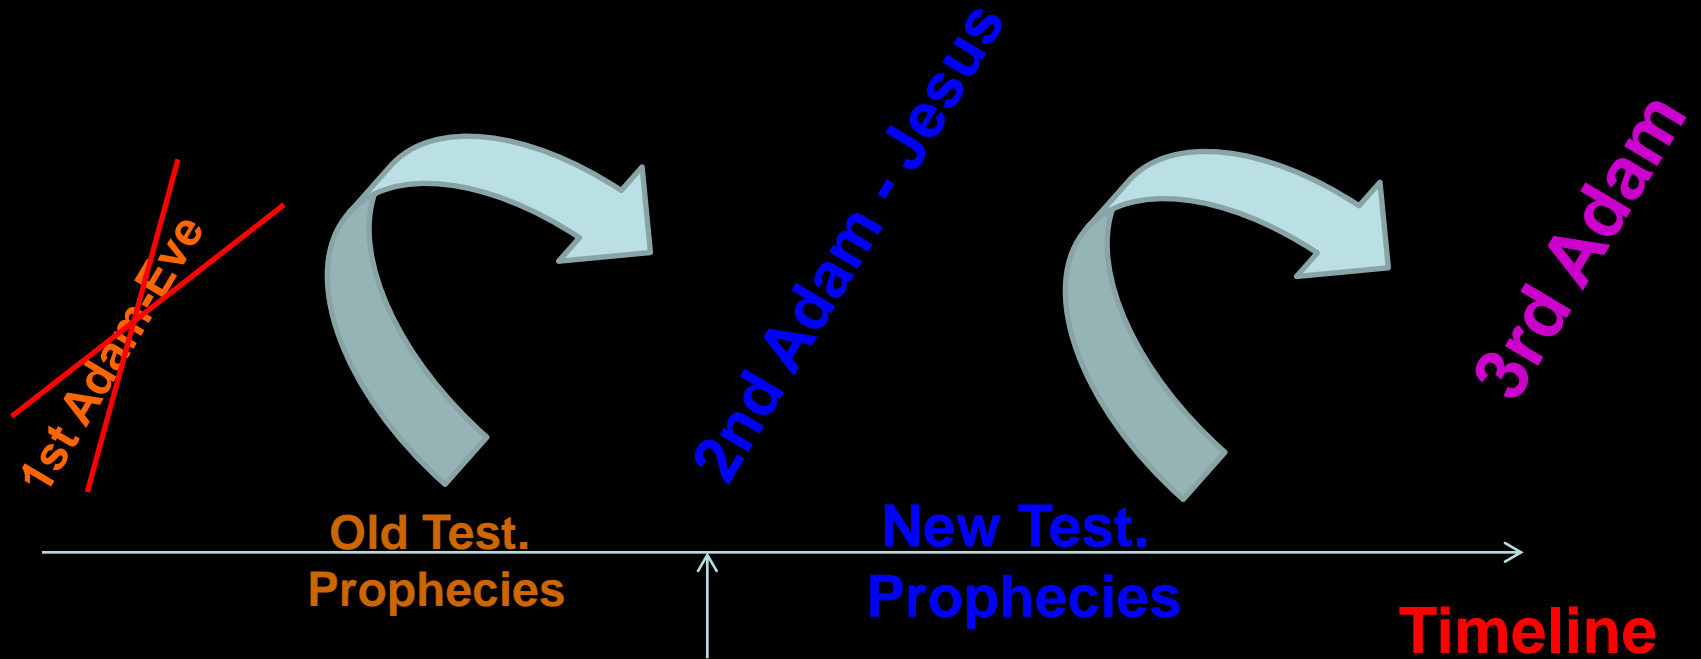 1st Adam-Eve
2nd Adam - Jesus
3rd Adam
Old Test.
Prophecies
New Test.
Prophecies
Timeline